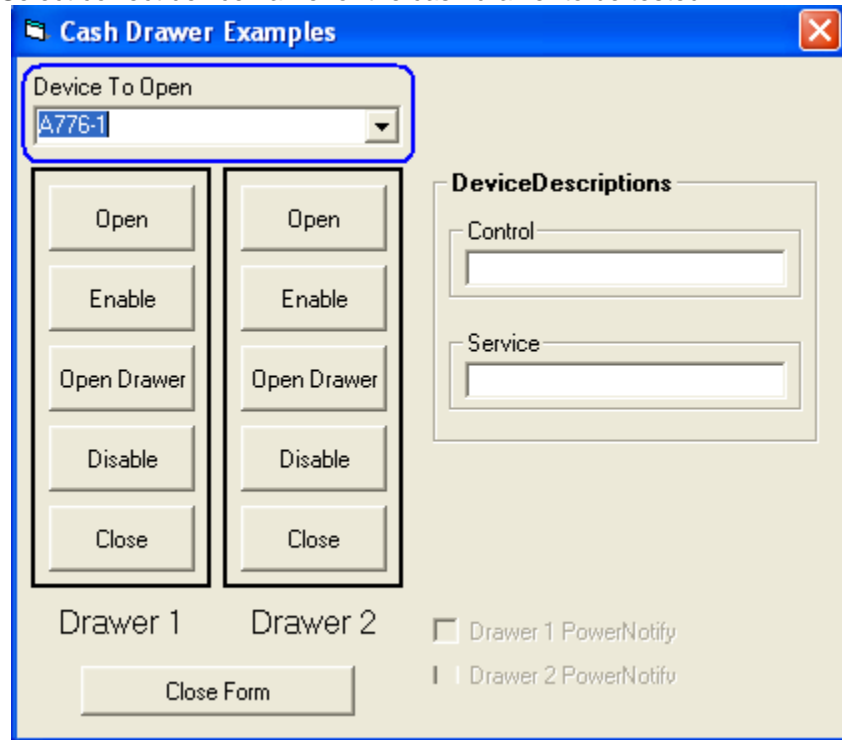 Cash Drawer Examples
Device To Open
A776-1
Open
Open
Enable
Enable
Open Drawer
Open Drawer
Disable
Disable
Close
Close
Drawer 1
Drawer 2
Close Form
DeviceDescriptions
Control
Service
Drawer 1 PowerNotify
Drawer 2 PowerNotify